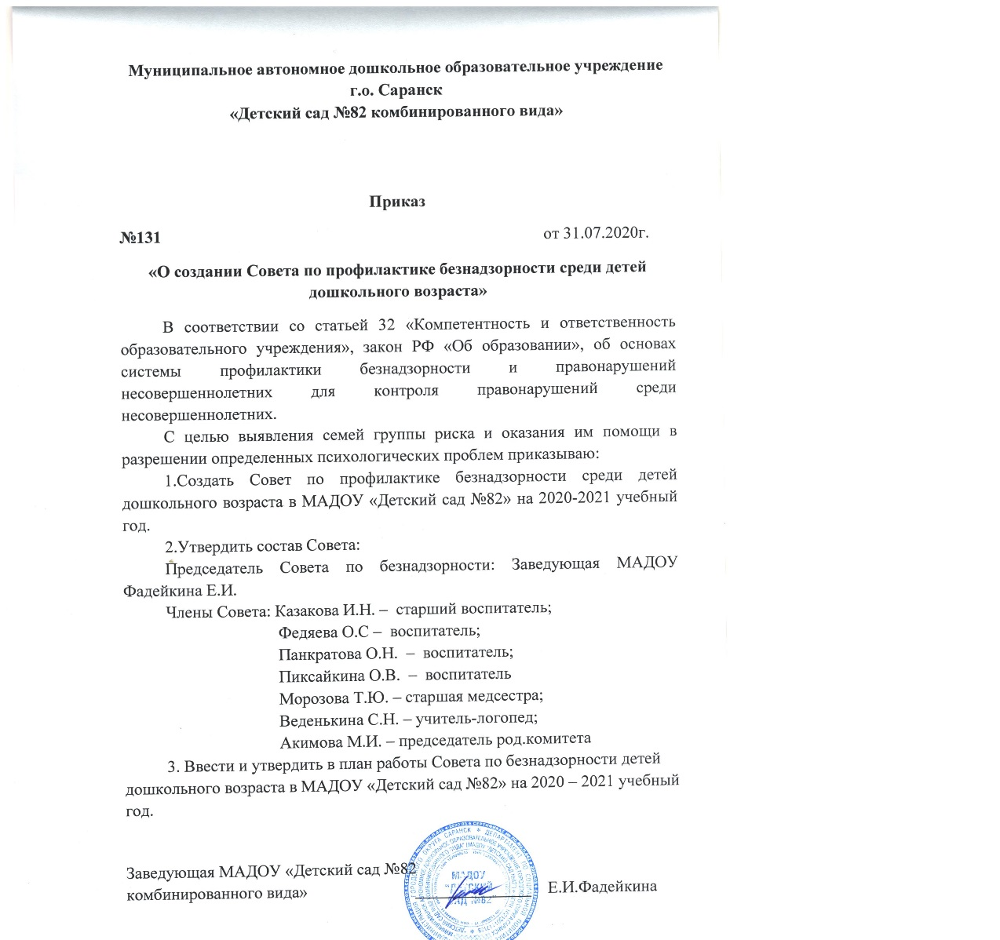 Муниципальное автономное дошкольное образовательное учреждение
г.о. Саранск
«Детский сад №82 комбинированного вида»
Приказ
№131 от 31.07.2020г.
«О создании Совета по профилактике безнадзорности среди детей
дошкольного возраста»
В соответствии со статьей 32 «Компетентность и ответственность
образовательного учреждения», закон РФ «Об образовании», об основах
системы профилактики безнадзорности и правонарушений
несовершеннолетних для контроля правонарушений среди
несовершеннолетних.
С целью выявления семей группы риска и оказания им помощи в
разрешении определенных психологических проблем приказываю:
1.Создать Совет по профилактике безнадзорности среди детей
дошкольного возраста в МАДОУ «Детский сад №82» на 2020-2021 учебный
год.
2.Утвердить состав Совета:
Председатель Совета по безнадзорности: Заведующая МАДОУ
Фадейкина Е.И.
Члены Совета: Казакова И.Н. – старший воспитатель;
Федяева О.С – воспитатель;
Панкратова О.Н. – воспитатель;
Пиксайкина О.В. – воспитатель
Морозова Т.Ю. – старшая медсестра;
Веденькина С.Н. – учитель-логопед;
Акимова М.И. – председатель род.комитета
3. Ввести и утвердить в план работы Совета по безнадзорности детей
дошкольного возраста в МАДОУ «Детский сад №82» на 2020 – 2021 учебный
год.
Заведующая МАДОУ «Детский сад №82
комбинированного вида» Е.И.Фадейкина
МАДОУ
"ДЕТСКИЙ
САД №82"